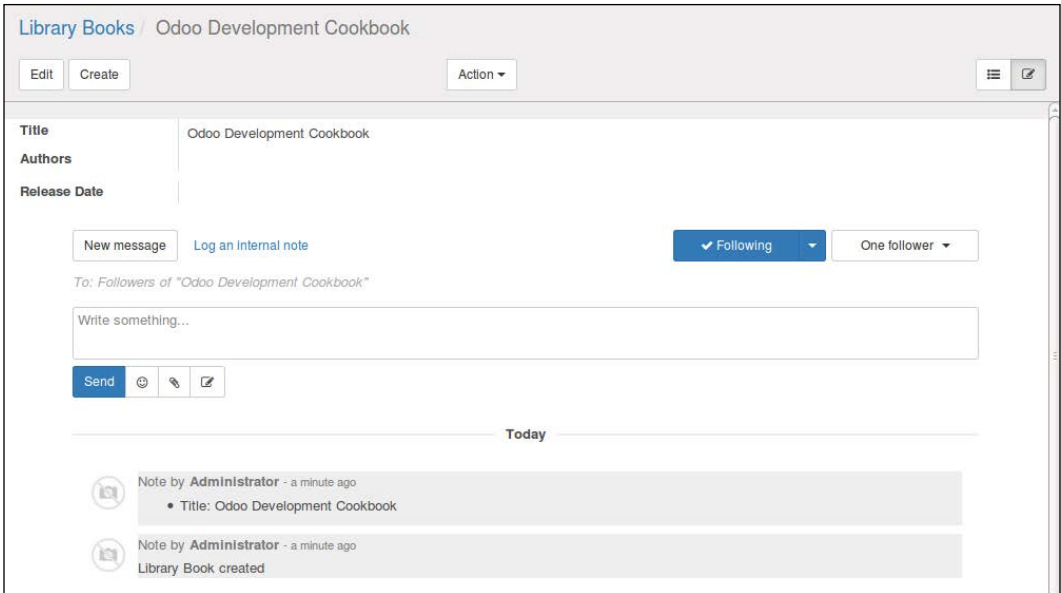 Library Books / Odoo Development Cookbook
Edit Create Action
Title Odoo Development Cookbook
Authors
Release Date
New message Log an internal note Following One follower
To: Followers of "Odoo Development Cookbook"
Write something...
Send
Today
Note by Administrator - a minute ago
• Title: Odoo Development Cookbook
Note by Administrator - a minute ago
Library Book created